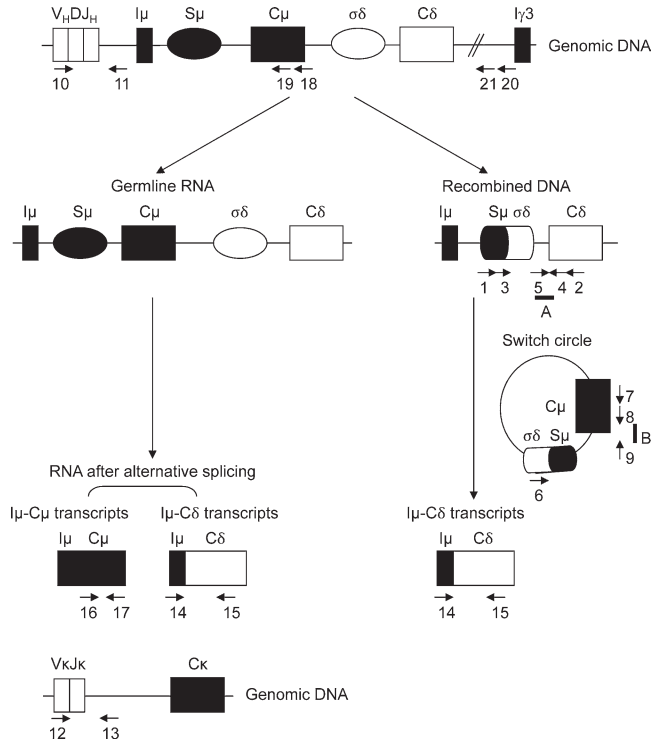 VHDJH Iμ Sμ Cμ σδ Cδ Iγ3
Genomic DNA
10 11 19 18 21 20
Germline RNA Recombined DNA
Iμ Sμ Cμ σδ Cδ Iμ Sμ σδ Cδ
1 3 5 4 2
A
Switch circle
7
Cμ 8
σδ Sμ B
9
6
RNA after alternative splicing
Iμ-Cμ transcripts Iμ-Cδ transcripts Iμ-Cδ transcripts
Iμ Cμ Iμ Cδ Iμ Cδ
16 17 14 15 14 15
VκJκ Cκ
Genomic DNA
12 13